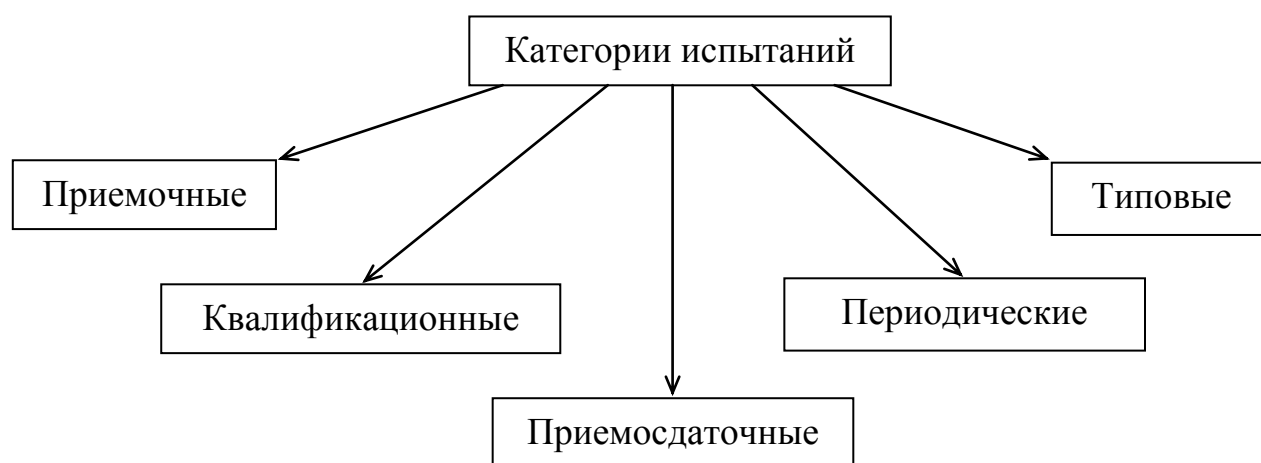 Категории испытаний
Приемочные
Типовые
Квалификационные
Периодические
Приемосдаточные